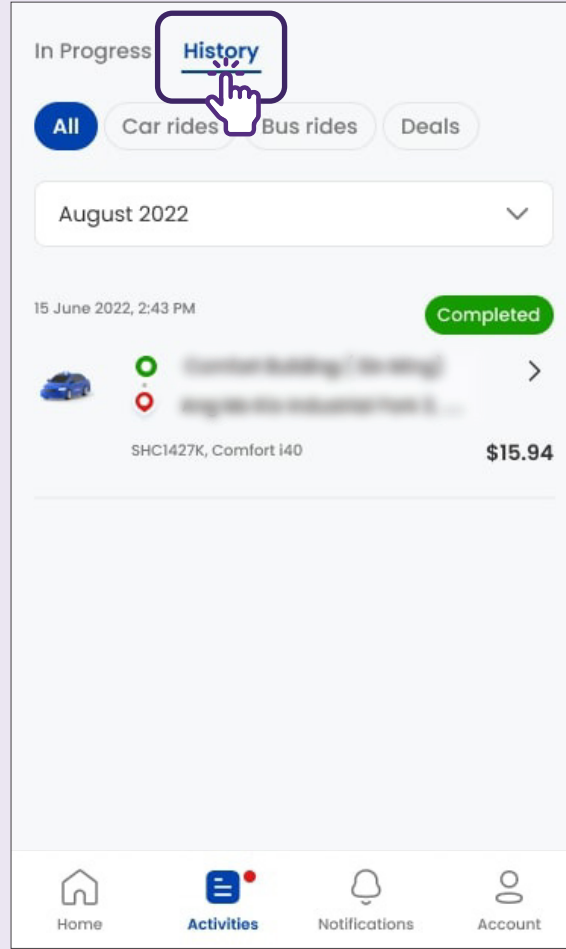 In Progress History
All Car rides Bus rides Deals
August 2022
15 June 2022, 2:43 PM Completed
SHC1427K, Comfort i40 $15.94
Home Activities Notifications Account